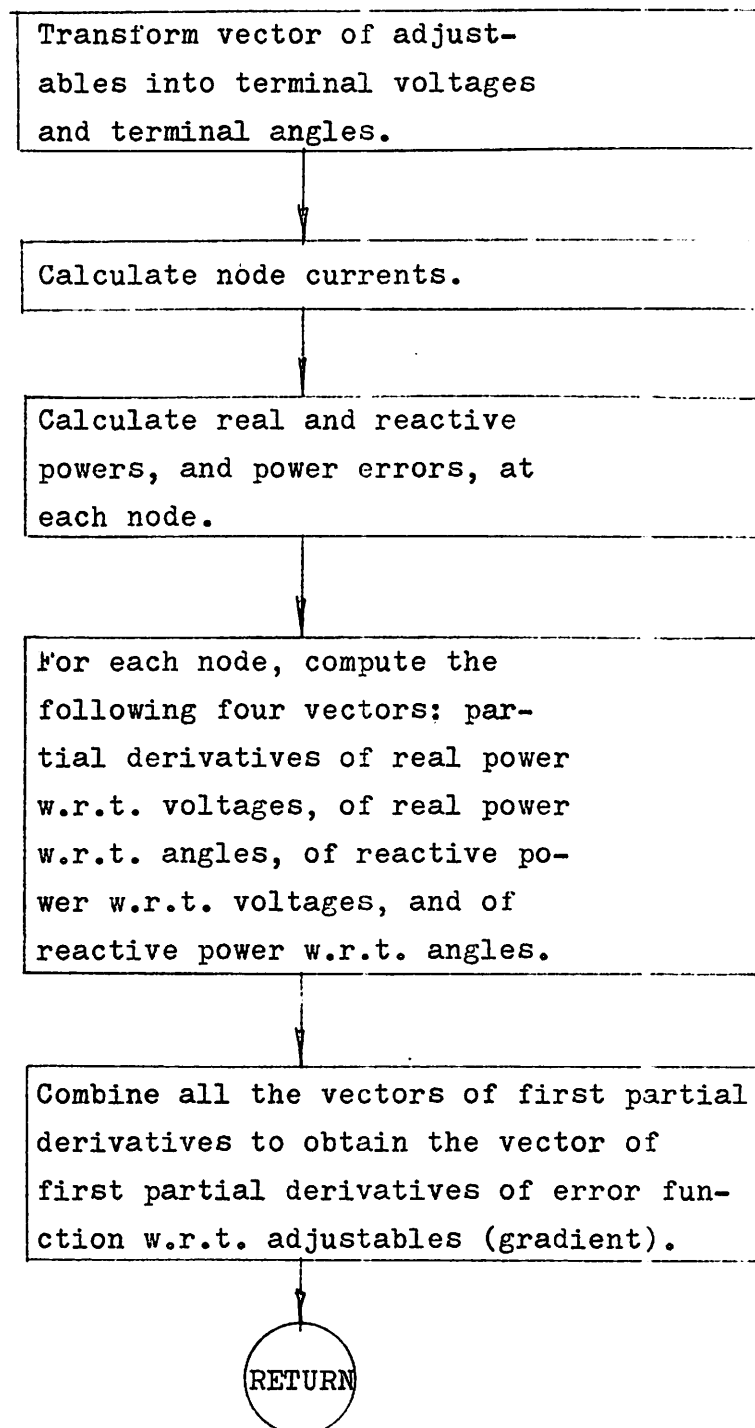 Transform vector of adjust-
ables into terminal voltages
and terminal angles.
Calculate node currents.
Calculate real and reactive
powers, and power errors, at
each node.
For each node, compute the
following four vectors: par-
tial derivatives of real power
w.r.t. voltages, of real power
w.r.t. angles, of reactive po-
wer w.r.t. voltages, and of
reactive power w.r.t. angles.
Combine all the vectors of first partial
derivatives to obtain the vector of
first partial derivatives of error fun-
ction w.r.t. adjustables (gradient).
RETURN